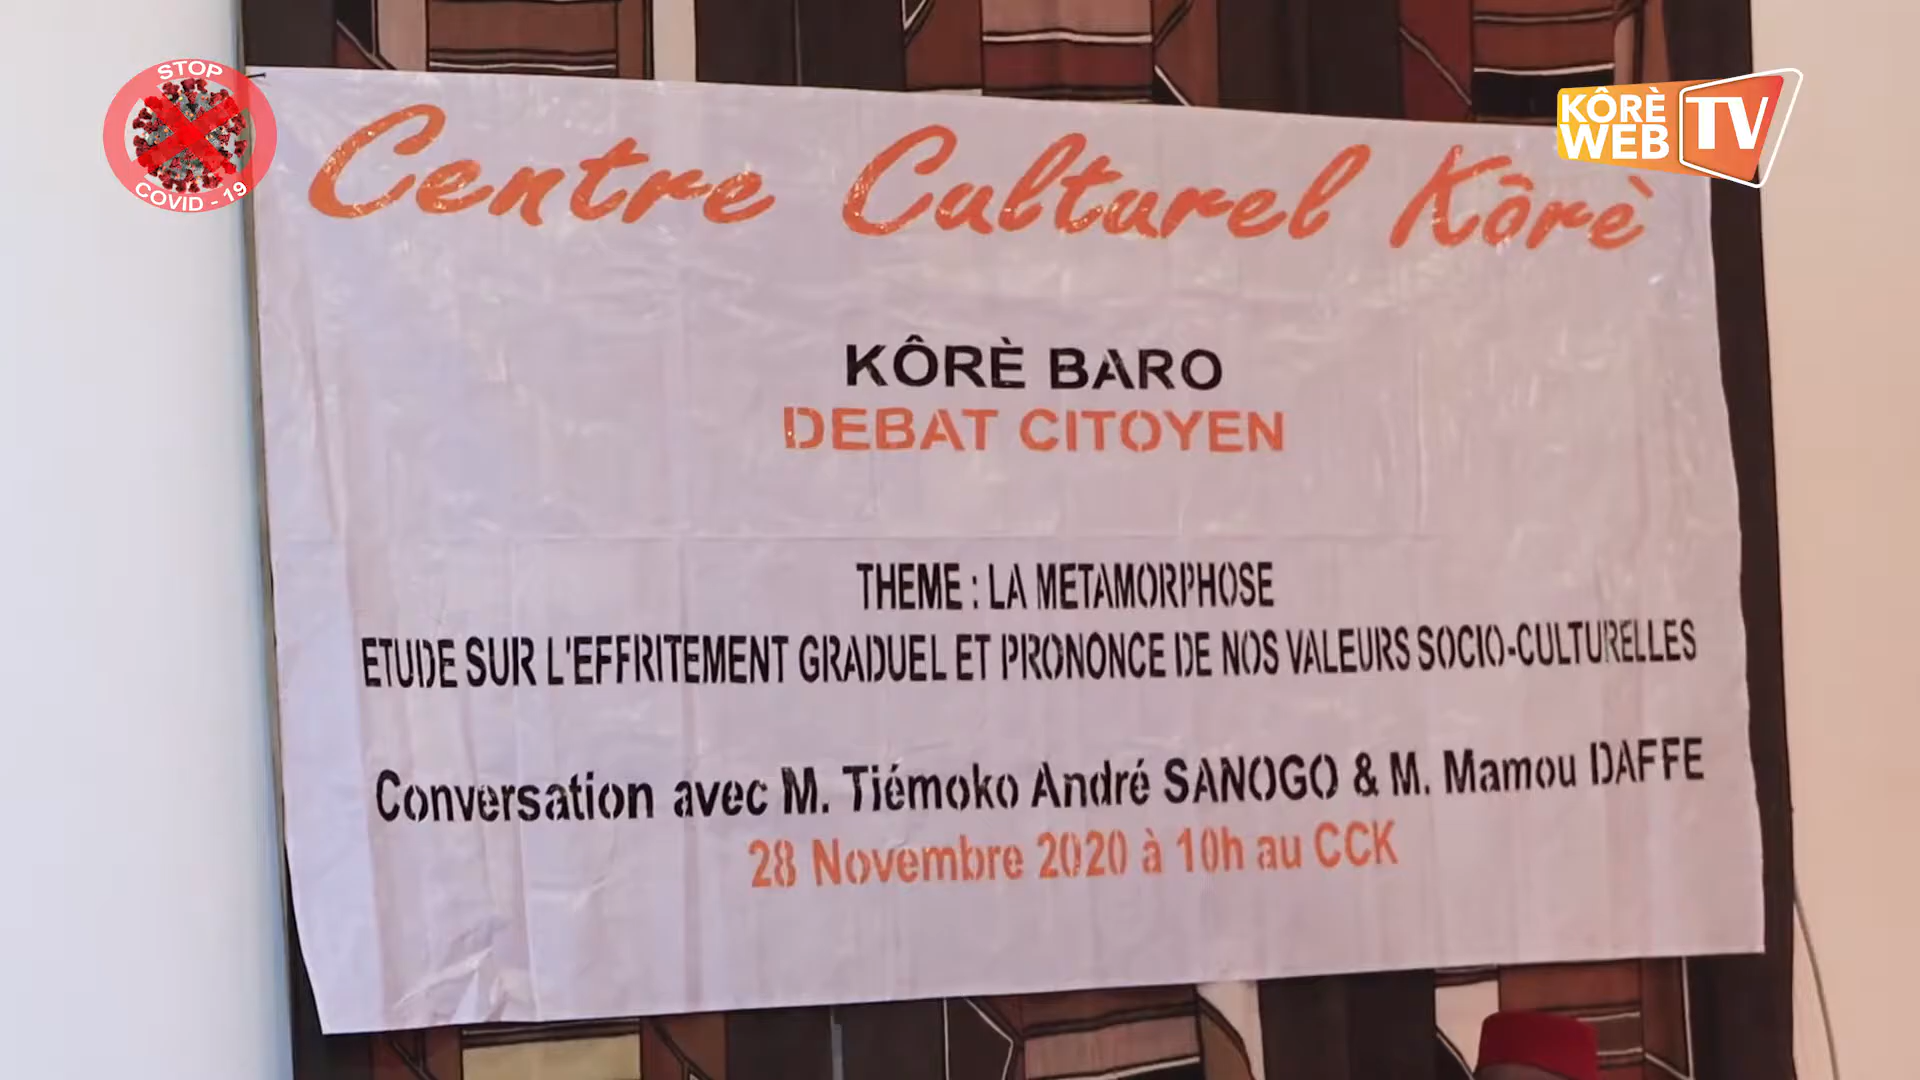 STOP
COVID - 19
KÔRÈ
WEB
TV
Centre Culturel Kôrè
KÔRÈ BARO
DEBAT CITOYEN
THEME : LA METAMORPHOSE
ETUDE SUR L'EFFRITEMENT GRADUEL ET PRONONCE DE NOS VALEURS SOCIO-CULTURELLES
Conversation avec M. Tiémoko André SANOGO & M. Mamou DAFFE
28 Novembre 2020 à 10h au CCK